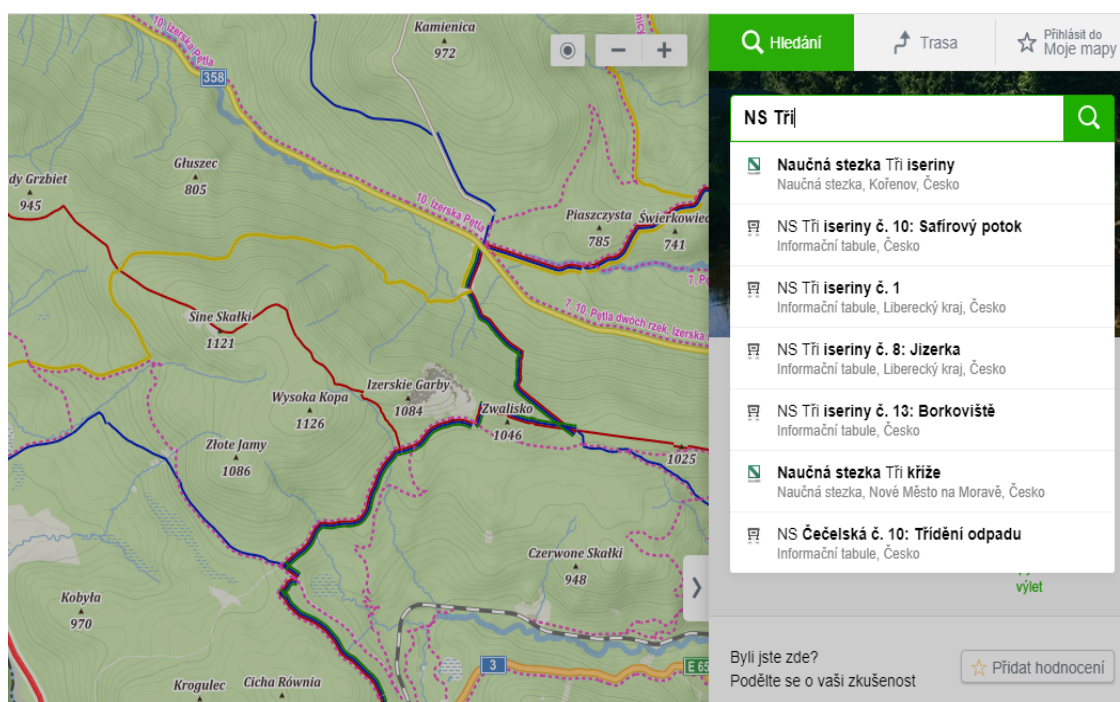 Kamienica
972
10. Izerska Pętla
358
Głuszec
805
dy Grzbiet
945
10. Izerska Pętla
Piaszczysta
785
Świerkowiec
741
7, 10. Pętla dwóch rzek, Izerska
Sine Skałki
1121
Izerskie Garby
1084
Wysoka Kopa
1126
Zwalisko
1046
1025
Złote Jamy
1086
Czerwone Skałki
948
Kobyła
970
3
E 65
Krogulec
Cicha Równia
Hledání
Trasa
Přihlásit do
Moje mapy
NS Tři
Naučná stezka Tři iseriny
Naučná stezka, Kořenov, Česko
NS Tři iseriny č. 10: Safírový potok
Informační tabule, Česko
NS Tři iseriny č. 1
Informační tabule, Liberecký kraj, Česko
NS Tři iseriny č. 8: Jizerka
Informační tabule, Liberecký kraj, Česko
NS Tři iseriny č. 13: Borkoviště
Informační tabule, Česko
Naučná stezka Tři kříže
Naučná stezka, Nové Město na Moravě, Česko
NS Čečelská č. 10: Třídění odpadu
Informační tabule, Česko
výlet
Byli jste zde?
Podělte se o vaši zkušenost
Přidat hodnocení